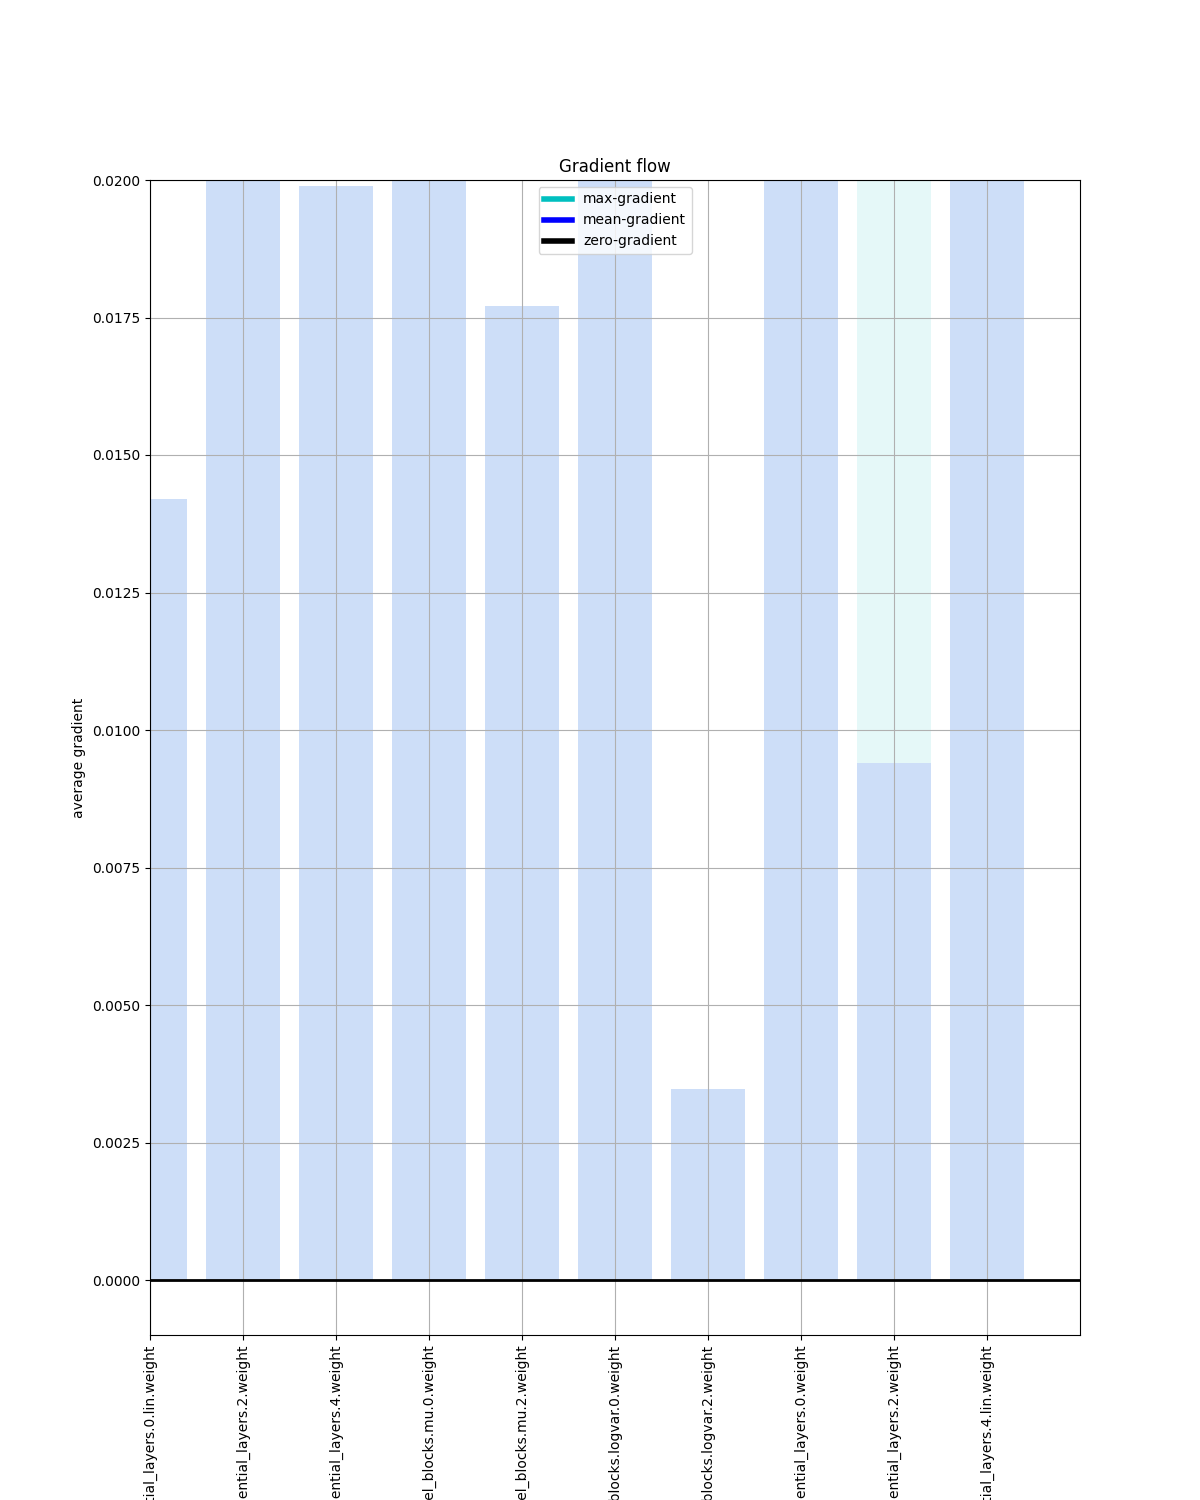 Gradient flow
max-gradient
mean-gradient
zero-gradient
average gradient
0.0200
0.0175
0.0150
0.0125
0.0100
0.0075
0.0050
0.0025
0.0000
tial_layers.0.lin.weight
ential_layers.2.weight
ential_layers.4.weight
el_blocks.mu.0.weight
el_blocks.mu.2.weight
blocks.logvar.0.weight
blocks.logvar.2.weight
ential_layers.0.weight
ential_layers.2.weight
tial_layers.4.lin.weight